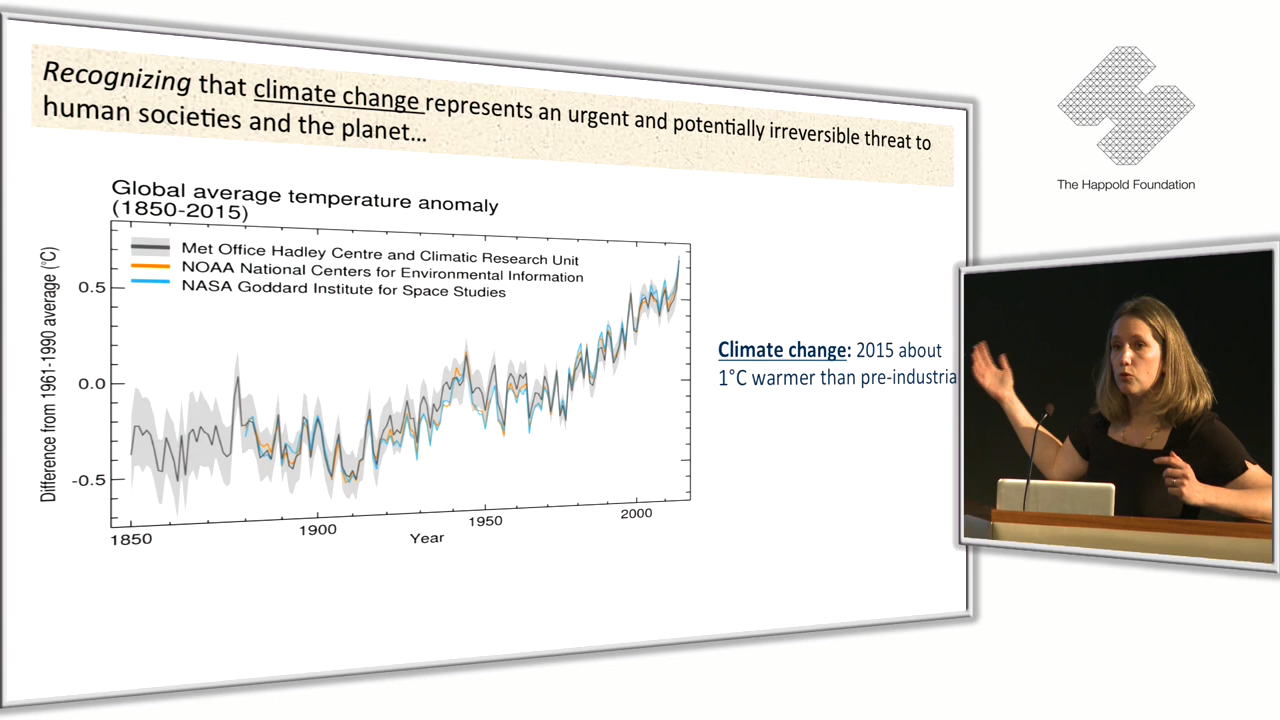 Recognizing that climate change represents an urgent and potentially irreversible threat to
human societies and the planet...
The Happold Foundation
Global average temperature anomaly
(1850-2015)
Met Office Hadley Centre and Climatic Research Unit
NOAA National Centers for Environmental Information
NASA Goddard Institute for Space Studies
Difference from 1961-1990 average (°C)
0.5
0.0
-0.5
1850
1900
1950
2000
Year
Climate change: 2015 about
1°C warmer than pre-industria